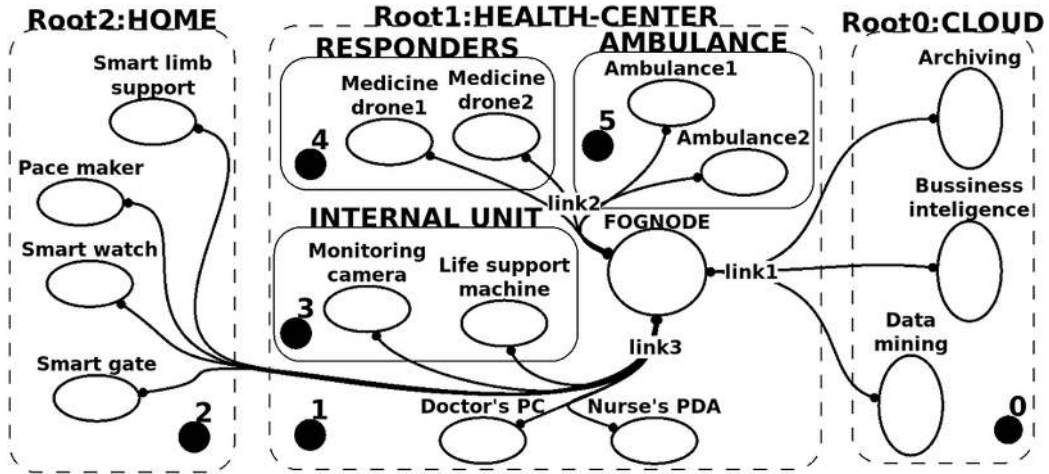 Root2:HOME
Smart limb
support
Pace maker
Smart watch
Smart gate
2
Root1:HEALTH-CENTER
RESPONDERS
Medicine
drone1
Medicine
drone2
4
AMBULANCE
Ambulance1
5
Ambulance2
link2
INTERNAL UNIT
Monitoring
camera
Life support
machine
3
FOGNODE
link1
link3
Doctor's PC
Nurse's PDA
1
Root0:CLOUD
Archiving
Bussiness
inteligence
Data
mining
0